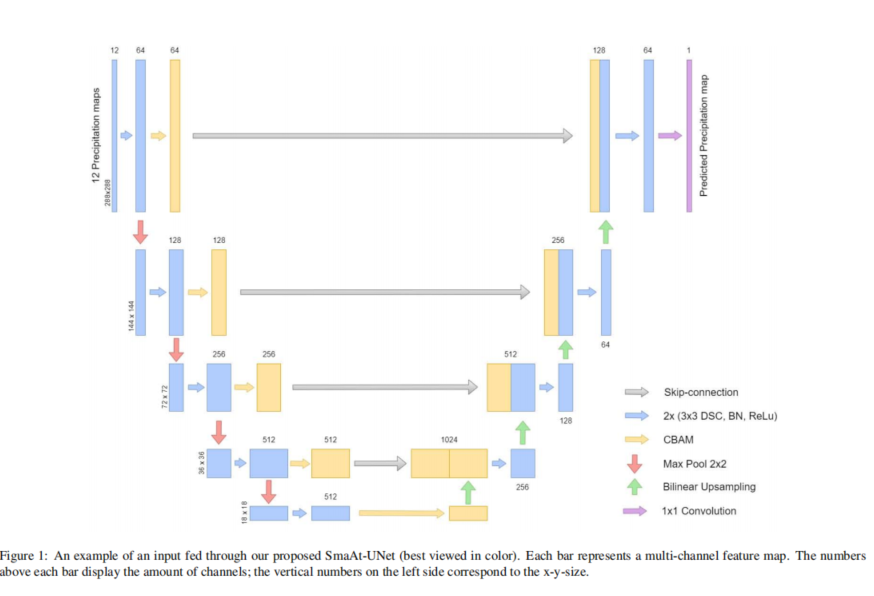 12 64 64 128 64 1
12 Precipitation maps
288x288
Predicted Precipitation map
128 128 256
144 x 144
64
256 256 512
72 x 72
128
512 512 1024
36 x 36
256
512
18 x 18
Skip-connection
2x (3x3 DSC, BN, ReLu)
CBAM
Max Pool 2x2
Bilinear Upsampling
1x1 Convolution
Figure 1: An example of an input fed through our proposed SmaAt-UNet (best viewed in color). Each bar represents a multi-channel feature map. The numbers
above each bar display the amount of channels; the vertical numbers on the left side correspond to the x-y-size.